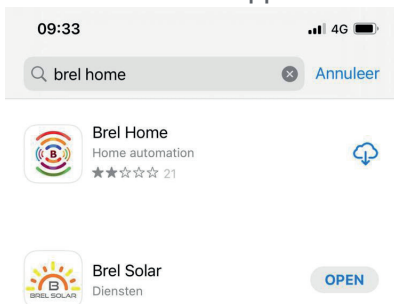 09:33
4G
brel home
Annuleer
B
Brel Home
Home automation
21
B
BREL SOLAR
Brel Solar
Diensten
OPEN